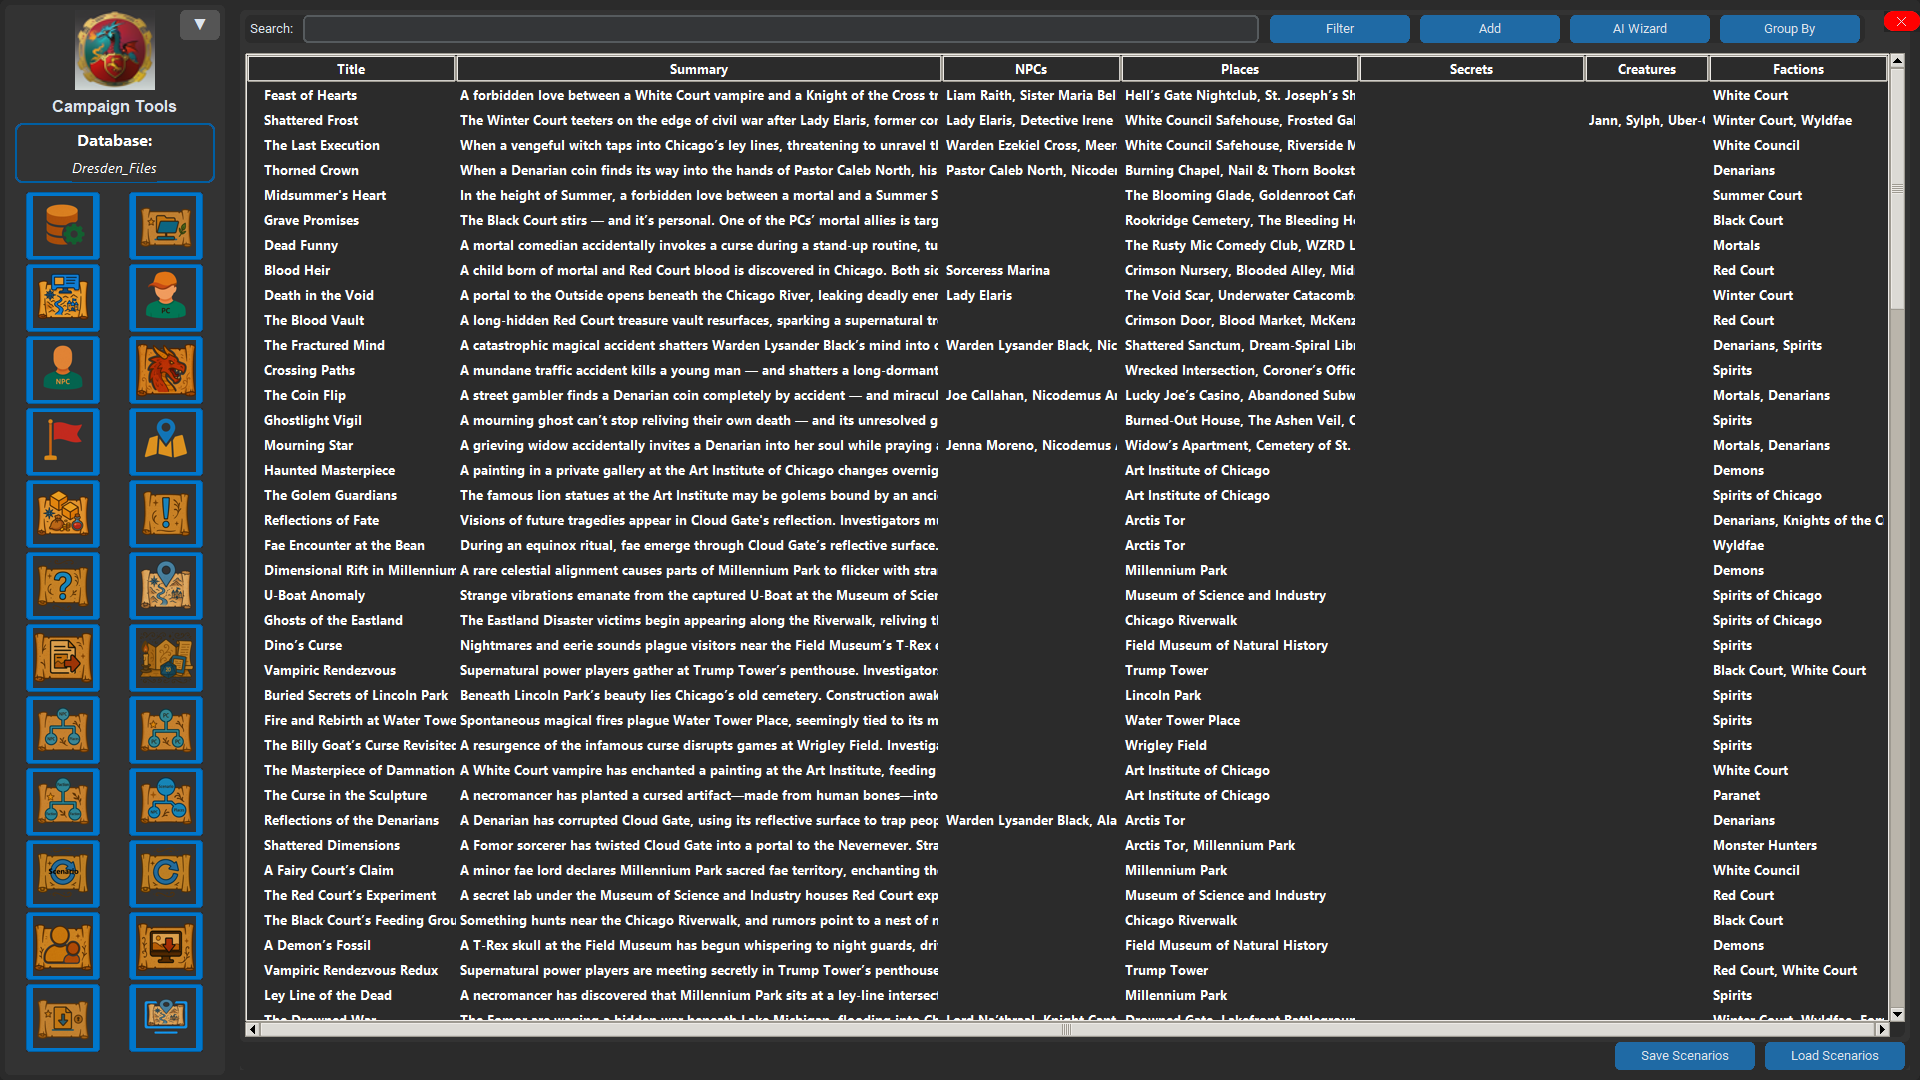 Campaign Tools
▼
Database:
Dresden_Files
PC
NPC
Scenario
Search:
Filter Add AI Wizard Group By
Title Summary NPCs Places Secrets Creatures Factions
Feast of Hearts A forbidden love between a White Court vampire and a Knight of the Cross tr Liam Raith, Sister Maria Bel Hell’s Gate Nightclub, St. Joseph’s Sh White Court
Shattered Frost The Winter Court teeters on the edge of civil war after Lady Elaris, former cor Lady Elaris, Detective Irene White Council Safehouse, Frosted Gal Jann, Sylph, Uber-( Winter Court, Wyldfae
The Last Execution When a vengeful witch taps into Chicago’s ley lines, threatening to unravel tl Warden Ezekiel Cross, Meer White Council Safehouse, Riverside M White Council
Thorned Crown When a Denarian coin finds its way into the hands of Pastor Caleb North, his Pastor Caleb North, Nicoder Burning Chapel, Nail & Thorn Bookst Denarians
Midsummer's Heart In the height of Summer, a forbidden love between a mortal and a Summer S The Blooming Glade, Goldenroot Caf Summer Court
Grave Promises The Black Court stirs — and it’s personal. One of the PCs’ mortal allies is targ Rookridge Cemetery, The Bleeding H Black Court
Dead Funny A mortal comedian accidentally invokes a curse during a stand-up routine, tu The Rusty Mic Comedy Club, WZRD L Mortals
Blood Heir A child born of mortal and Red Court blood is discovered in Chicago. Both sid Sorceress Marina Crimson Nursery, Blooded Alley, Mid Red Court
Death in the Void A portal to the Outside opens beneath the Chicago River, leaking deadly ener Lady Elaris The Void Scar, Underwater Catacomb Winter Court
The Blood Vault A long-hidden Red Court treasure vault resurfaces, sparking a supernatural tr Crimson Door, Blood Market, McKenz Red Court
The Fractured Mind A catastrophic magical accident shatters Warden Lysander Black’s mind into Warden Lysander Black, Nic Shattered Sanctum, Dream-Spiral Lib Denarians, Spirits
Crossing Paths A mundane traffic accident kills a young man — and shatters a long-dormant Wrecked Intersection, Coroner’s Offic Spirits
The Coin Flip A street gambler finds a Denarian coin completely by accident — and miracul Joe Callahan, Nicodemus A Lucky Joe’s Casino, Abandoned Subw Mortals, Denarians
Ghostlight Vigil A mourning ghost can’t stop reliving their own death — and its unresolved g Burned-Out House, The Ashen Veil, C Spirits
Mourning Star A grieving widow accidentally invites a Denarian into her soul while praying Jenna Moreno, Nicodemus Widow’s Apartment, Cemetery of St. Mortals, Denarians
Haunted Masterpiece A painting in a private gallery at the Art Institute of Chicago changes overnig Art Institute of Chicago Demons
The Golem Guardians The famous lion statues at the Art Institute may be golems bound by an anci Art Institute of Chicago Spirits of Chicago
Reflections of Fate Visions of future tragedies appear in Cloud Gate's reflection. Investigators m Arctis Tor Denarians, Knights of the C
Fae Encounter at the Bean During an equinox ritual, fae emerge through Cloud Gate’s reflective surface. Arctis Tor Wyldfae
Dimensional Rift in Millennium A rare celestial alignment causes parts of Millennium Park to flicker with stra Millennium Park Demons
U-Boat Anomaly Strange vibrations emanate from the captured U-Boat at the Museum of Scier Museum of Science and Industry Spirits of Chicago
Ghosts of the Eastland The Eastland Disaster victims begin appearing along the Riverwalk, reliving t Chicago Riverwalk Spirits of Chicago
Dino’s Curse Nightmares and eerie sounds plague visitors near the Field Museum’s T-Rex Field Museum of Natural History Spirits
Vampiric Rendezvous Supernatural power players gather at Trump Tower’s penthouse. Investigator Trump Tower Black Court, White Court
Buried Secrets of Lincoln Park Beneath Lincoln Park’s beauty lies Chicago’s old cemetery. Construction awak Lincoln Park Spirits
Fire and Rebirth at Water Towe Spontaneous magical fires plague Water Tower Place, seemingly tied to its m Water Tower Place Spirits
The Billy Goat’s Curse Revisited A resurgence of the infamous curse disrupts games at Wrigley Field. Investig Wrigley Field Spirits
The Masterpiece of Damnation A White Court vampire has enchanted a painting at the Art Institute, feeding Art Institute of Chicago White Court
The Curse in the Sculpture A necromancer has planted a cursed artifact—made from human bones—into Art Institute of Chicago Paranet
Reflections of the Denarians A Denarian has corrupted Cloud Gate, using its reflective surface to trap peop Warden Lysander Black, Ala Arctis Tor Denarians
Shattered Dimensions A Fomor sorcerer has twisted Cloud Gate into a portal to the Nevernever. Stra Arctis Tor, Millennium Park Monster Hunters
A Fairy Court’s Claim A minor fae lord declares Millennium Park sacred fae territory, enchanting th Millennium Park White Council
The Red Court’s Experiment A secret lab under the Museum of Science and Industry houses Red Court exp Museum of Science and Industry Red Court
The Black Court’s Feeding Grou Something hunts near the Chicago Riverwalk, and rumors point to a nest of Chicago Riverwalk Black Court
A Demon’s Fossil A T-Rex skull at the Field Museum has begun whispering to night guards, dri Field Museum of Natural History Demons
Vampiric Rendezvous Redux Supernatural power players are meeting secretly in Trump Tower’s penthouse Trump Tower Red Court, White Court
Ley Line of the Dead A necromancer has discovered that Millennium Park sits at a ley-line intersect Millennium Park Spirits
The Drowned War The Fomor are waging a hidden war beneath Lake Michigan, flooding into Ch Drowned Gate, Lakefront Winter Court, Wyldfae,
Save Scenarios Load Scenarios